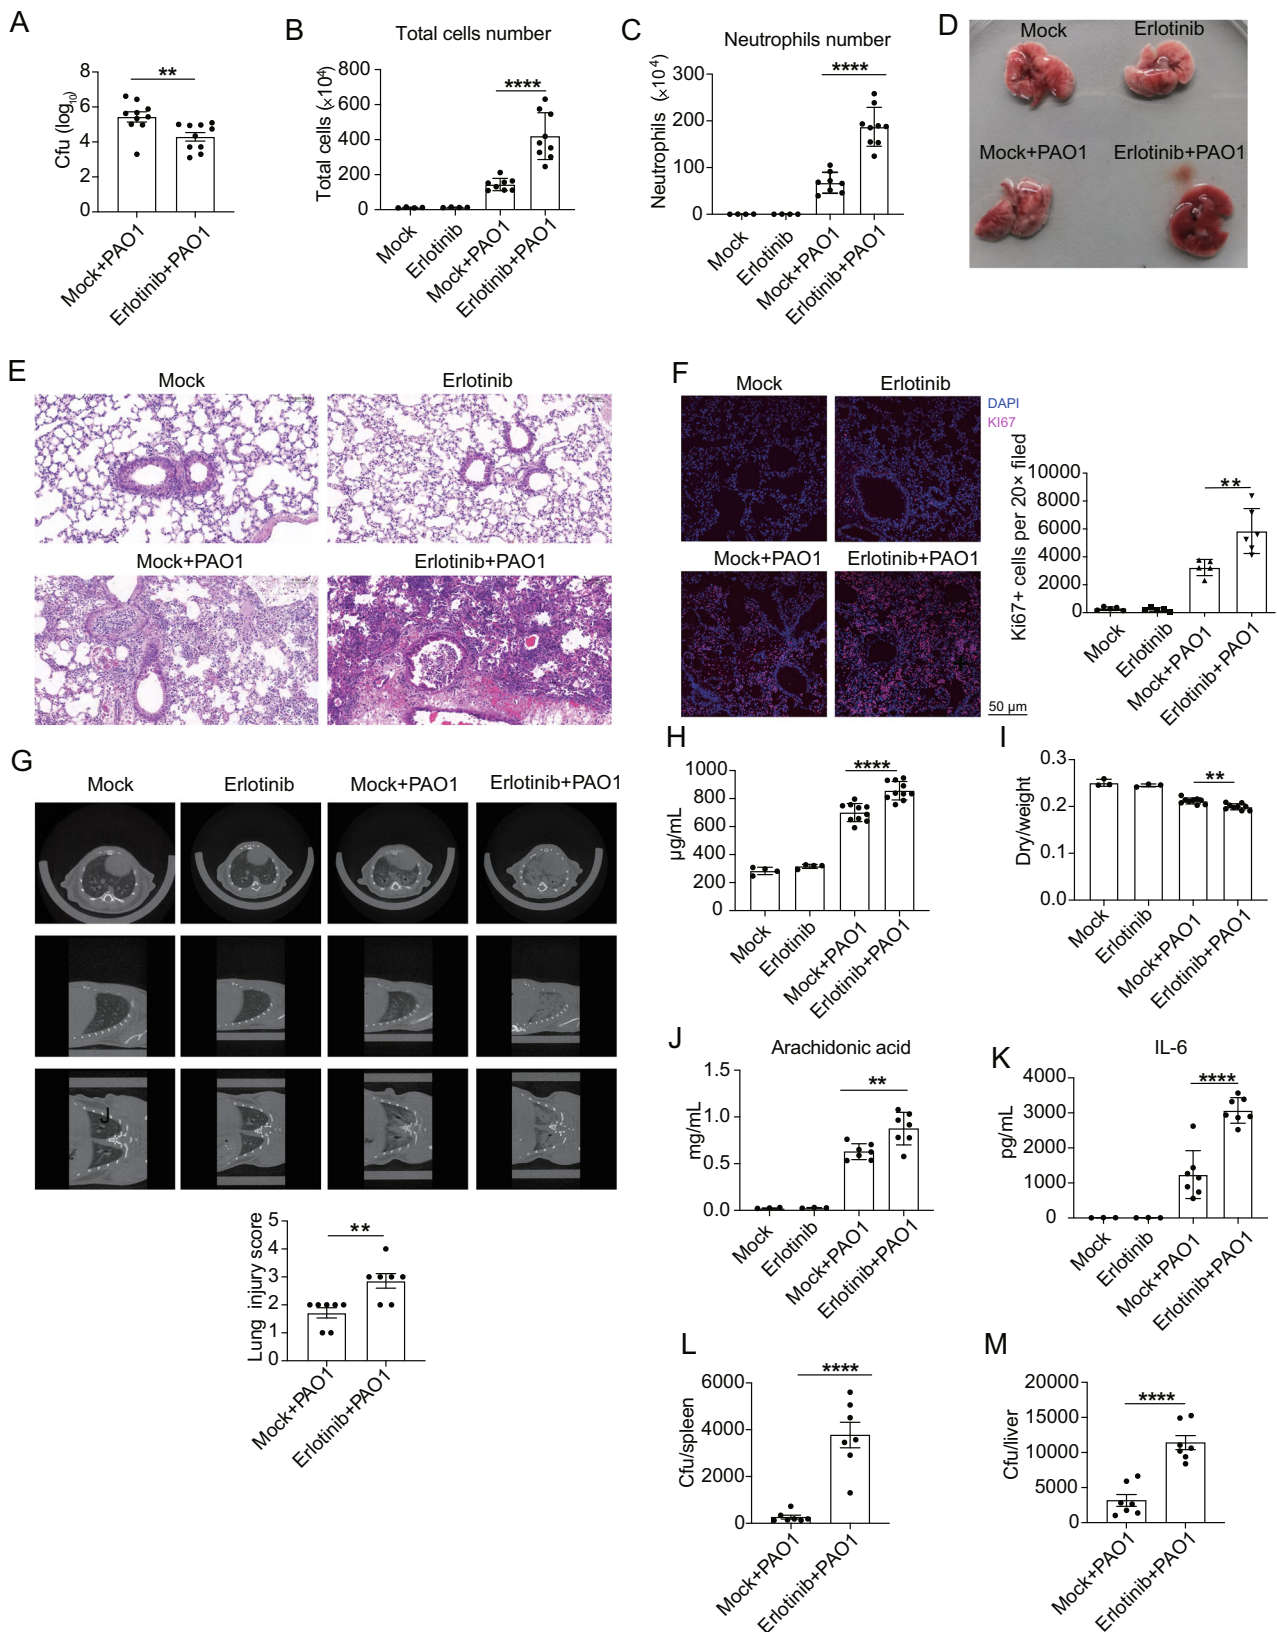 A
**
Cfu (log10)
8
6
4
2
0
Mock+PAO1
Erlotinib+PAO1
B
Total cells number
****
Total cells (×10^4)
800
600
400
200
0
Mock
Erlotinib
Mock+PAO1
Erlotinib+PAO1
C
Neutrophils number
****
Neutrophils (×10^4)
300
200
100
0
Mock
Erlotinib
Mock+PAO1
Erlotinib+PAO1
D
Mock
Erlotinib
Mock+PAO1
Erlotinib+PAO1
E
Mock
Erlotinib
Mock+PAO1
Erlotinib+PAO1
F
Mock
Erlotinib
DAPI
KI67
Mock+PAO1
Erlotinib+PAO1
50 µm
**
Ki67+ cells per 20× filed
10000
8000
6000
4000
2000
0
Mock
Erlotinib
Mock+PAO1
Erlotinib+PAO1
G
Mock
Erlotinib
Mock+PAO1
Erlotinib+PAO1
J
**
Lung injury score
5
4
3
2
1
0
Mock+PAO1
Erlotinib+PAO1
H
****
µg/mL
1000
800
600
400
200
0
Mock
Erlotinib
Mock+PAO1
Erlotinib+PAO1
I
**
Dry/weight
0.3
0.2
0.1
0.0
Mock
Erlotinib
Mock+PAO1
Erlotinib+PAO1
J
Arachidonic acid
**
mg/mL
1.5
1.0
0.5
0.0
Mock
Erlotinib
Mock+PAO1
Erlotinib+PAO1
K
IL-6
****
pg/mL
4000
3000
2000
1000
0
Mock
Erlotinib
Mock+PAO1
Erlotinib+PAO1
L
****
Cfu/spleen
6000
4000
2000
0
Mock+PAO1
Erlotinib+PAO1
M
****
Cfu/liver
20000
15000
10000
5000
0
Mock+PAO1
Erlotinib+PAO1